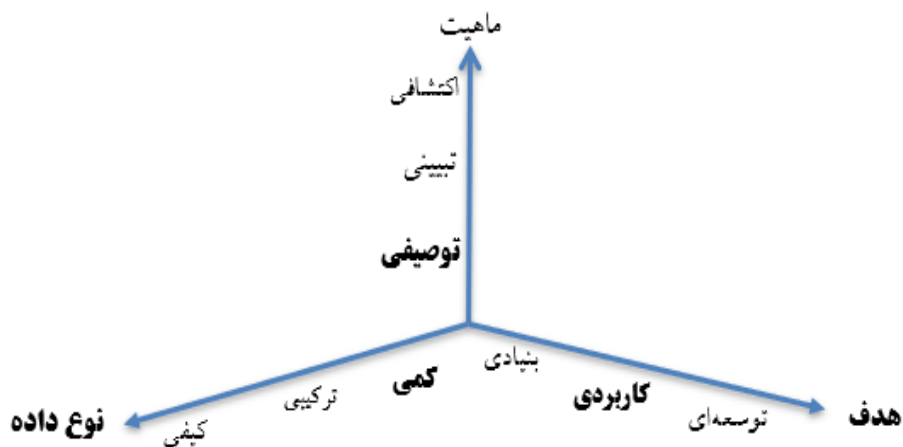 ماهیت
اکتشافی
تبیینی
توصیفی
بنیادی
کاربردی
توسعه‌ای
هدف
کمی
ترکیبی
کیفی
نوع داده